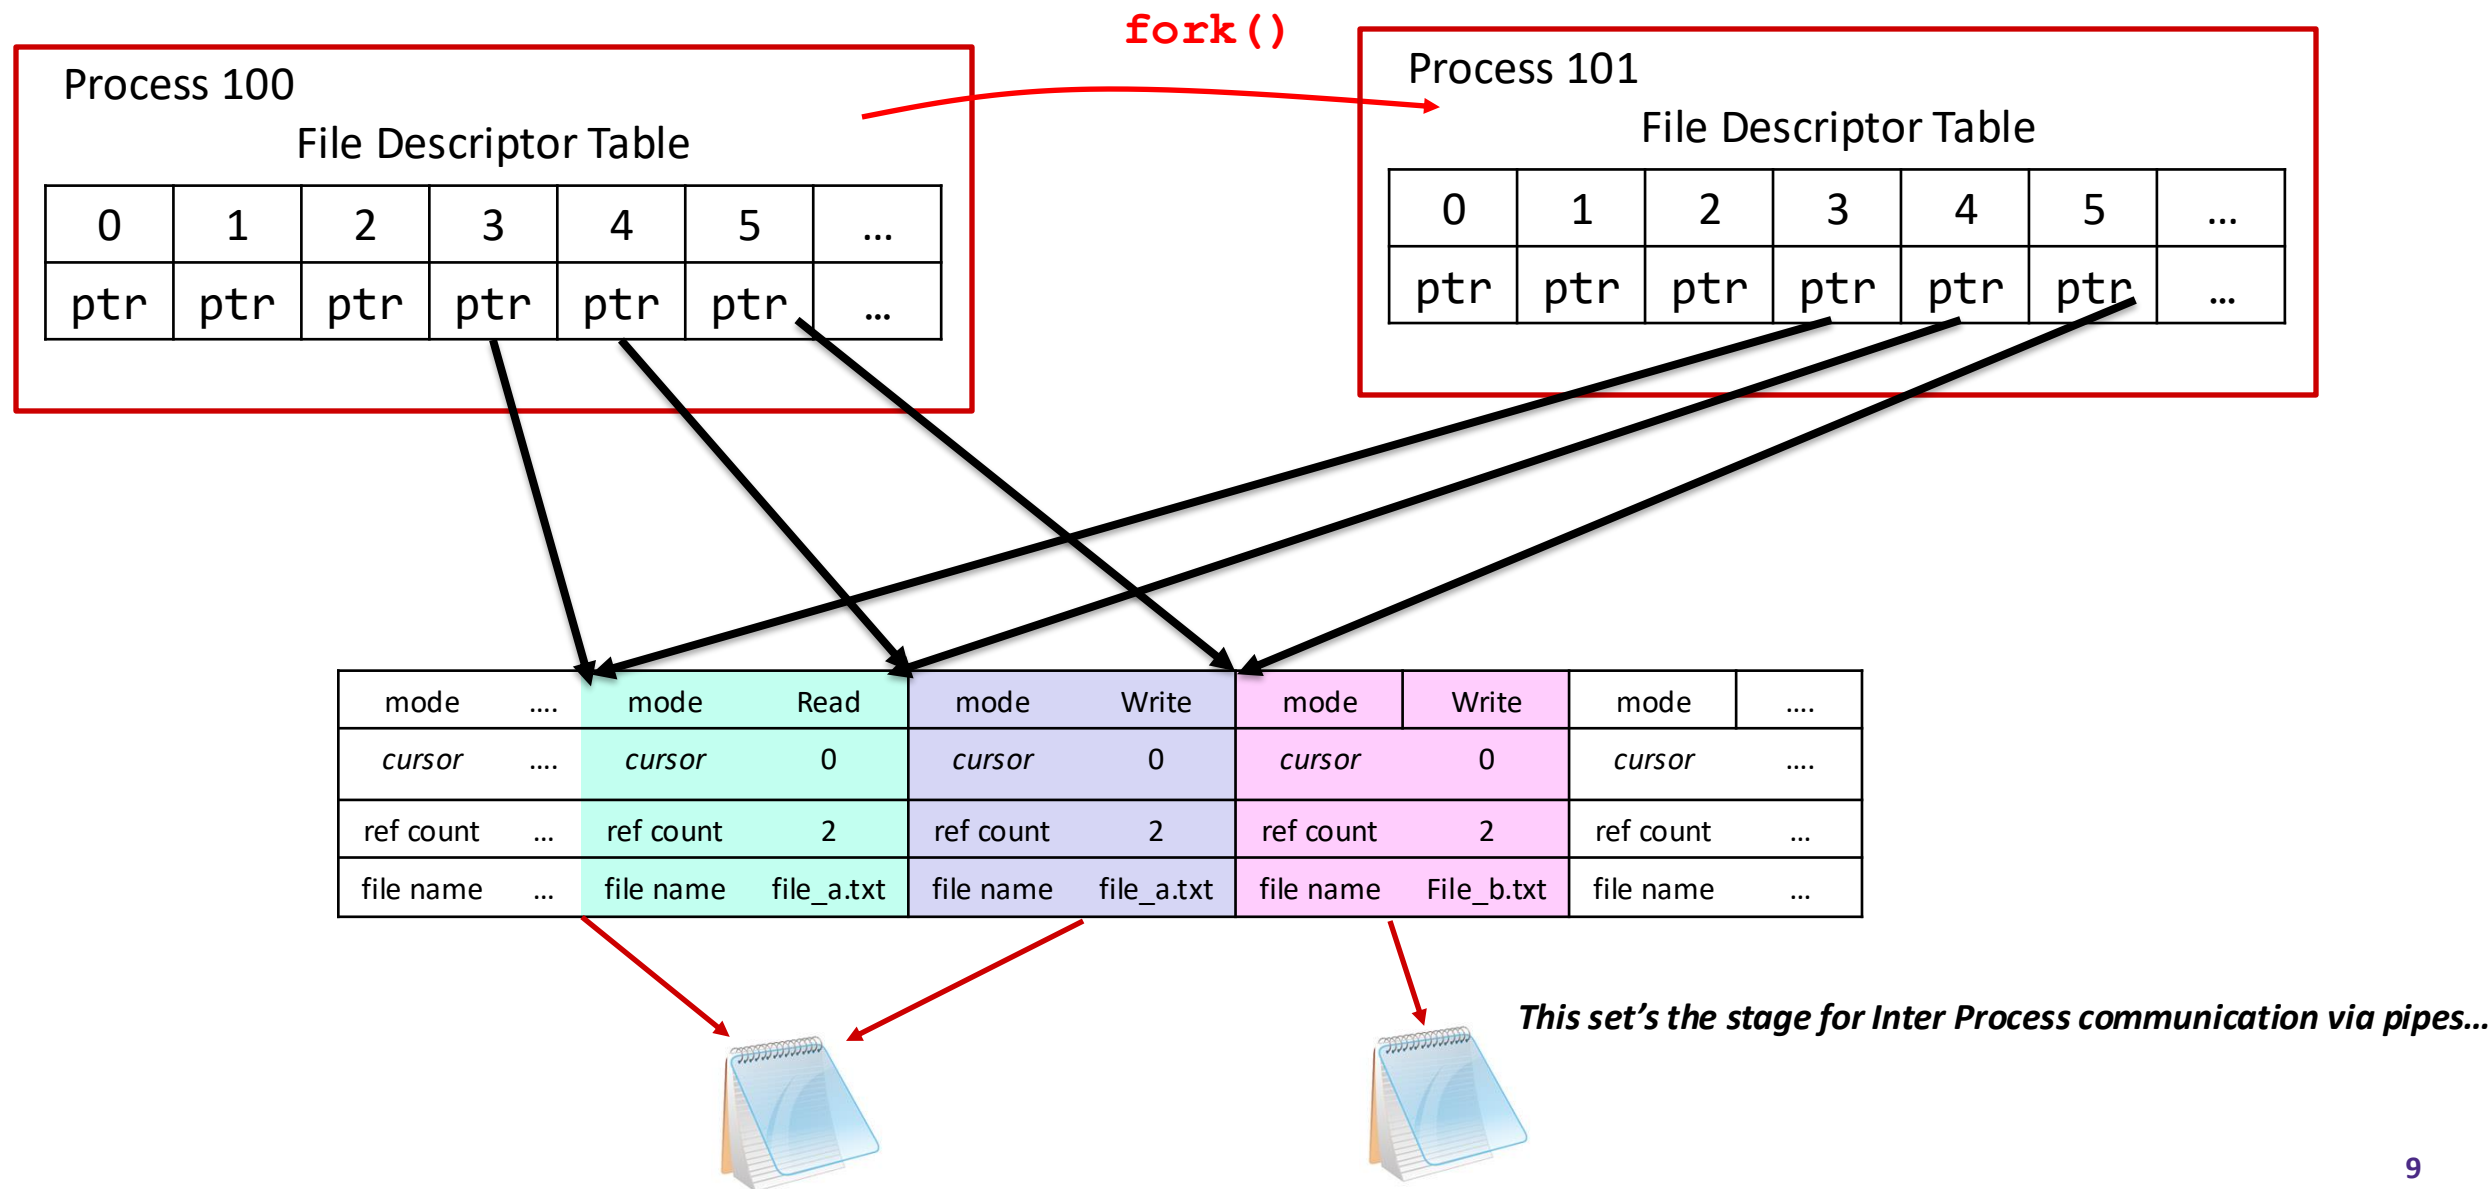 fork()
Process 100
File Descriptor Table
0 1 2 3 4 5 ...
ptr ptr ptr ptr ptr ptr ...
Process 101
File Descriptor Table
0 1 2 3 4 5 ...
ptr ptr ptr ptr ptr ptr ...
mode .... mode Read mode Write mode Write mode ....
cursor .... cursor 0 cursor 0 cursor 0 cursor ....
ref count ... ref count 2 ref count 2 ref count 2 ref count ...
file name ... file name file_a.txt file name file_a.txt file name File_b.txt file name ...
This set’s the stage for Inter Process communication via pipes…
9